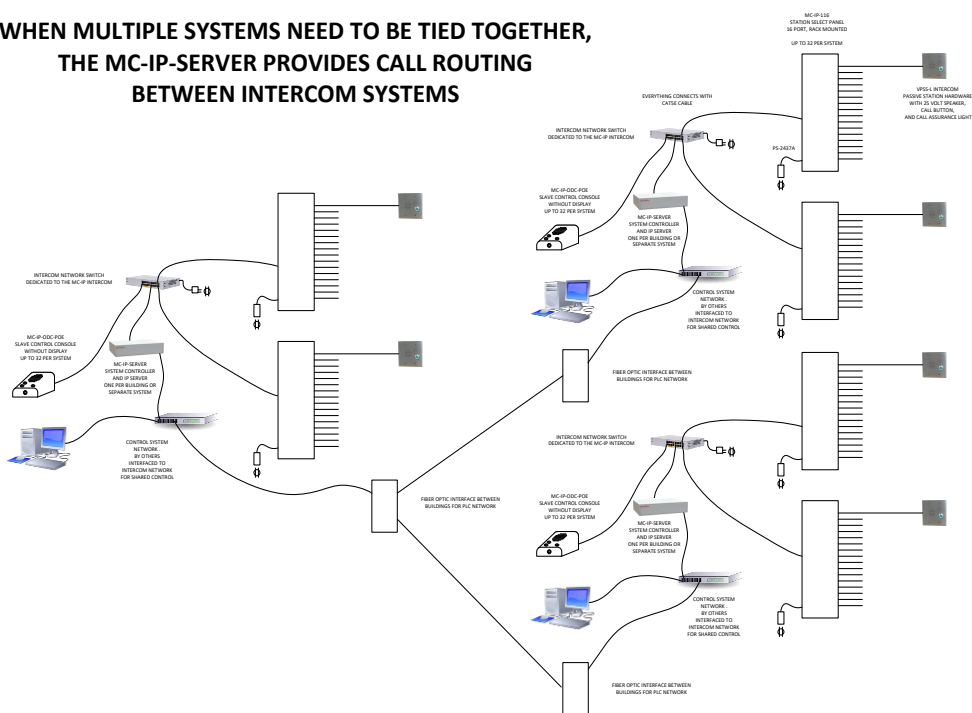 WHEN MULTIPLE SYSTEMS NEED TO BE TIED TOGETHER,
THE MC-IP-SERVER PROVIDES CALL ROUTING
BETWEEN INTERCOM SYSTEMS
MC-IP-116
STATION SELECT PANEL
16 PORT, RACK MOUNTED
UP TO 32 PER SYSTEM
VPSS-L INTERCOM
PASSIVE STATION HARDWARE
WITH 25 VOLT SPEAKER,
CALL BUTTON,
AND CALL ASSURANCE LIGHT
EVERYTHING CONNECTS WITH
CAT5E CABLE
INTERCOM NETWORK SWITCH
DEDICATED TO THE MC-IP INTERCOM
PS-2437A
MC-IP-ODC-POE
SLAVE CONTROL CONSOLE
WITHOUT DISPLAY
UP TO 32 PER SYSTEM
MC-IP-SERVER
SYSTEM CONTROLLER
AND IP SERVER
ONE PER BUILDING OR
SEPARATE SYSTEM
CONTROL SYSTEM
NETWORK .
BY OTHERS
INTERFACED TO
INTERCOM NETWORK
FOR SHARED CONTROL
FIBER OPTIC INTERFACE BETWEEN
BUILDINGS FOR PLC NETWORK
INTERCOM NETWORK SWITCH
DEDICATED TO THE MC-IP INTERCOM
MC-IP-ODC-POE
SLAVE CONTROL CONSOLE
WITHOUT DISPLAY
UP TO 32 PER SYSTEM
MC-IP-SERVER
SYSTEM CONTROLLER
AND IP SERVER
ONE PER BUILDING OR
SEPARATE SYSTEM
CONTROL SYSTEM
NETWORK .
BY OTHERS
INTERFACED TO
INTERCOM NETWORK
FOR SHARED CONTROL
FIBER OPTIC INTERFACE BETWEEN
BUILDINGS FOR PLC NETWORK
INTERCOM NETWORK SWITCH
DEDICATED TO THE MC-IP INTERCOM
MC-IP-ODC-POE
SLAVE CONTROL CONSOLE
WITHOUT DISPLAY
UP TO 32 PER SYSTEM
MC-IP-SERVER
SYSTEM CONTROLLER
AND IP SERVER
ONE PER BUILDING OR
SEPARATE SYSTEM
CONTROL SYSTEM
NETWORK .
BY OTHERS
INTERFACED TO
INTERCOM NETWORK
FOR SHARED CONTROL
FIBER OPTIC INTERFACE BETWEEN
BUILDINGS FOR PLC NETWORK